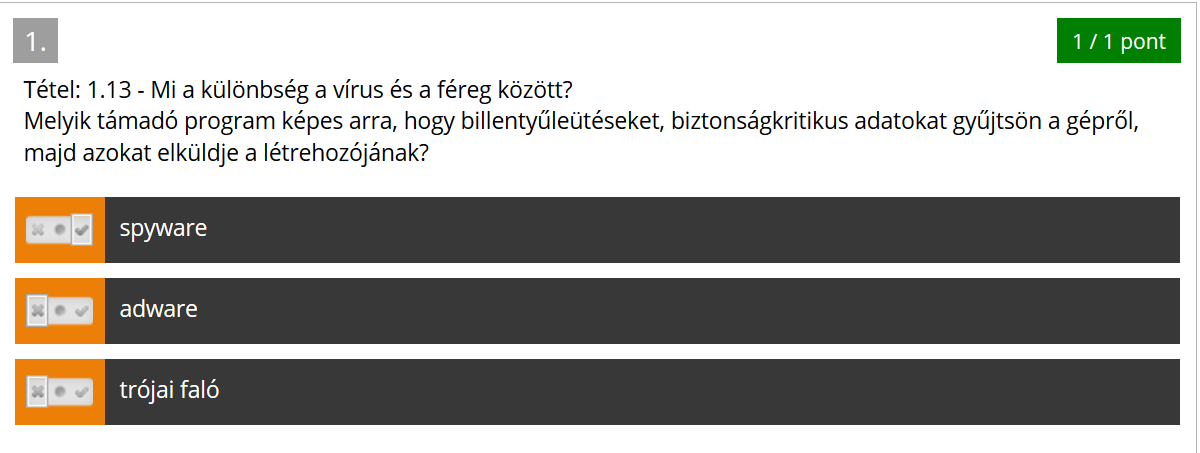 1.
1 / 1 pont
Tétel: 1.13 - Mi a különbség a vírus és a féreg között?
Melyik támadó program képes arra, hogy billentyűleütéseket, biztonságkritikus adatokat gyűjtsön a gépről,
majd azokat elküldje a létrehozójának?
spyware
adware
trójai faló